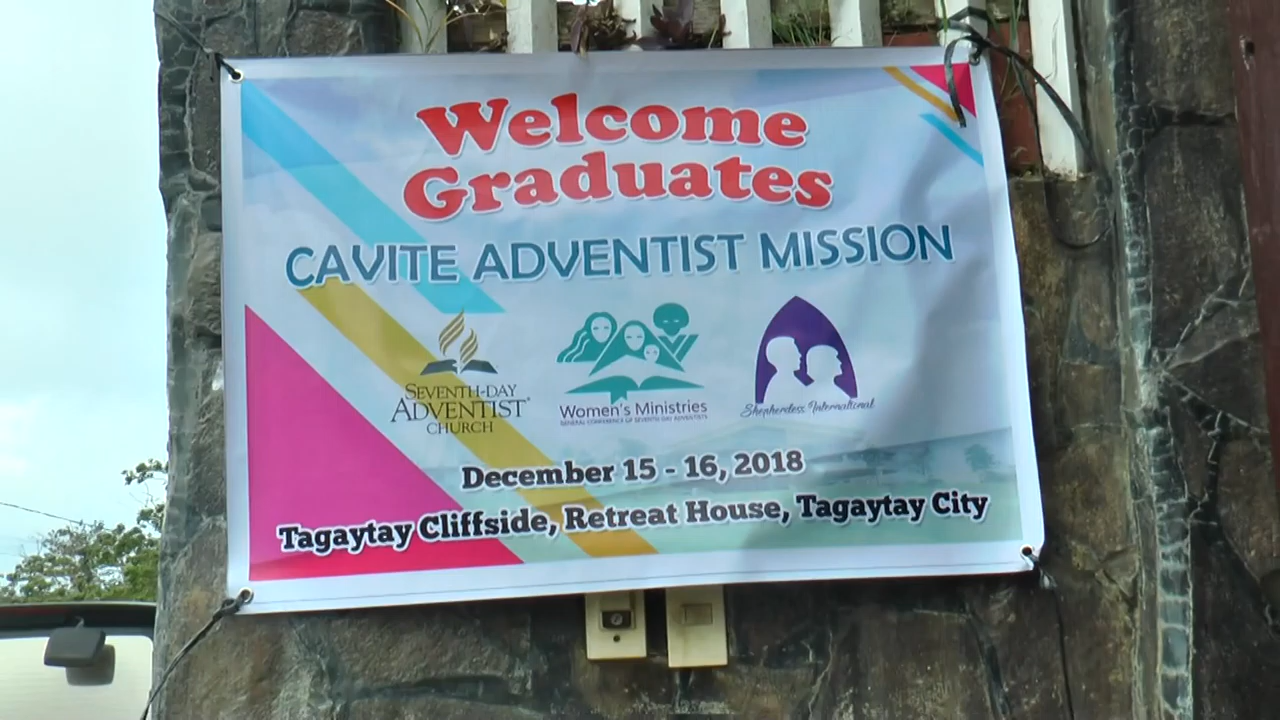 Welcome
Graduates
CAVITE ADVENTIST MISSION
SEVENTH-DAY
ADVENTIST
CHURCH
Women's Ministries
GENERAL CONFERENCE OF SEVENTH-DAY ADVENTISTS
Shepherdess International
December 15 - 16, 2018
Tagaytay Cliffside, Retreat House, Tagaytay City